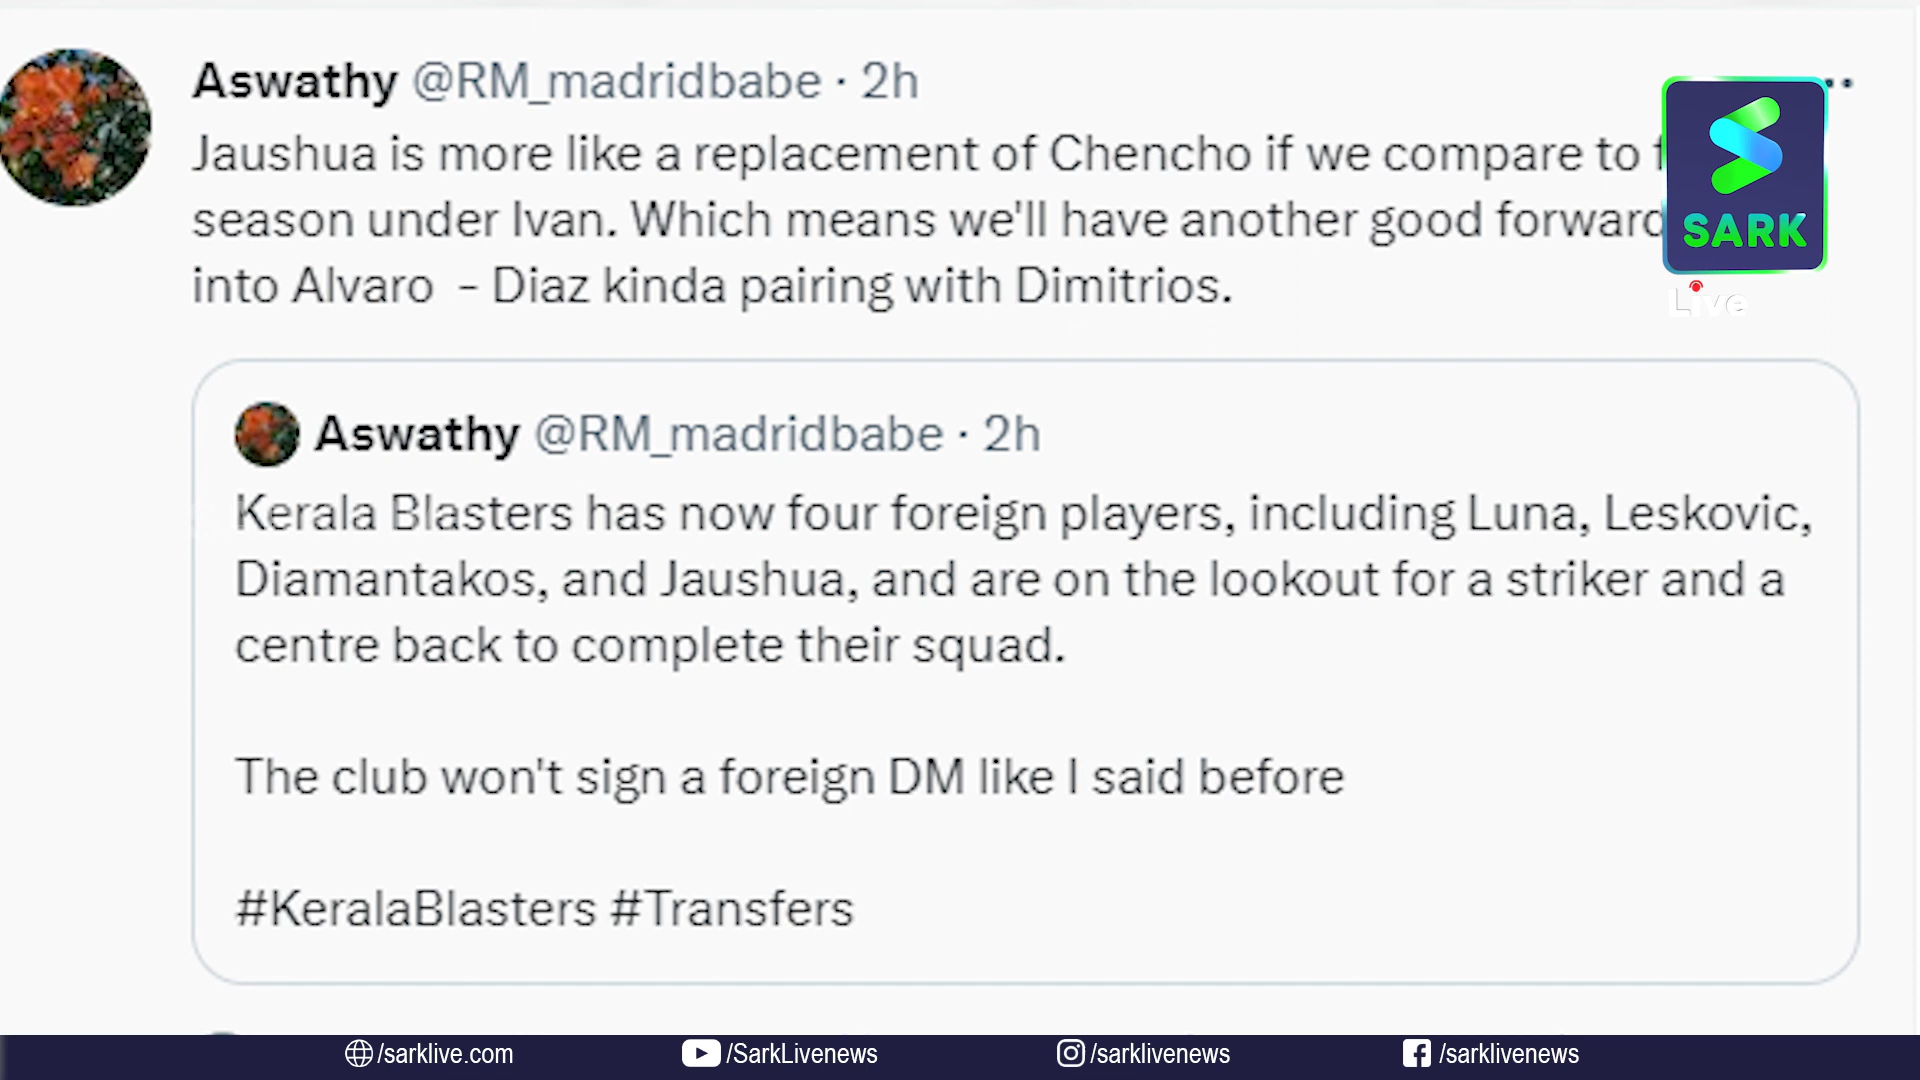 Aswathy @RM_madridbabe · 2h
Jaushua is more like a replacement of Chencho if we compare to
season under Ivan. Which means we'll have another good forward
into Alvaro - Diaz kinda pairing with Dimitrios.
SARK
Live
Aswathy @RM_madridbabe · 2h
Kerala Blasters has now four foreign players, including Luna, Leskovic,
Diamantakos, and Jaushua, and are on the lookout for a striker and a
centre back to complete their squad.
The club won't sign a foreign DM like I said before
#KeralaBlasters #Transfers
/sarklive.com /SarkLivenews /sarklivenews /sarklivenews